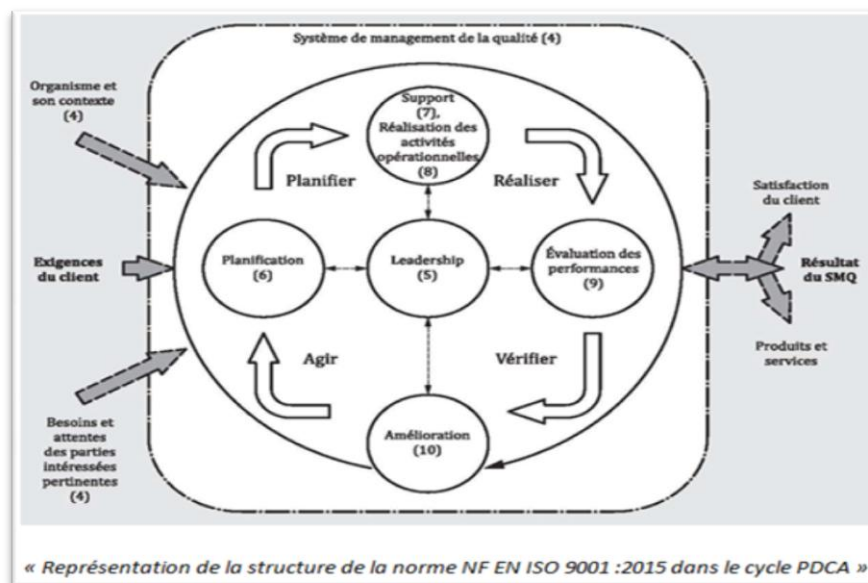 Système de management de la qualité (4)
Organisme et
son contexte
(4)
Support
(7),
Réalisation des
activités
opérationnelles
(8)
Planifier
Réaliser
Satisfaction
du client
Exigences
du client
Planification
(6)
Leadership
(5)
Évaluation des
performances
(9)
Résultat
du SMQ
Agir
Vérifier
Produits et
services
Besoins et
attentes
des parties
intéressées
pertinentes
(4)
Amélioration
(10)
« Représentation de la structure de la norme NF EN ISO 9001 :2015 dans le cycle PDCA »